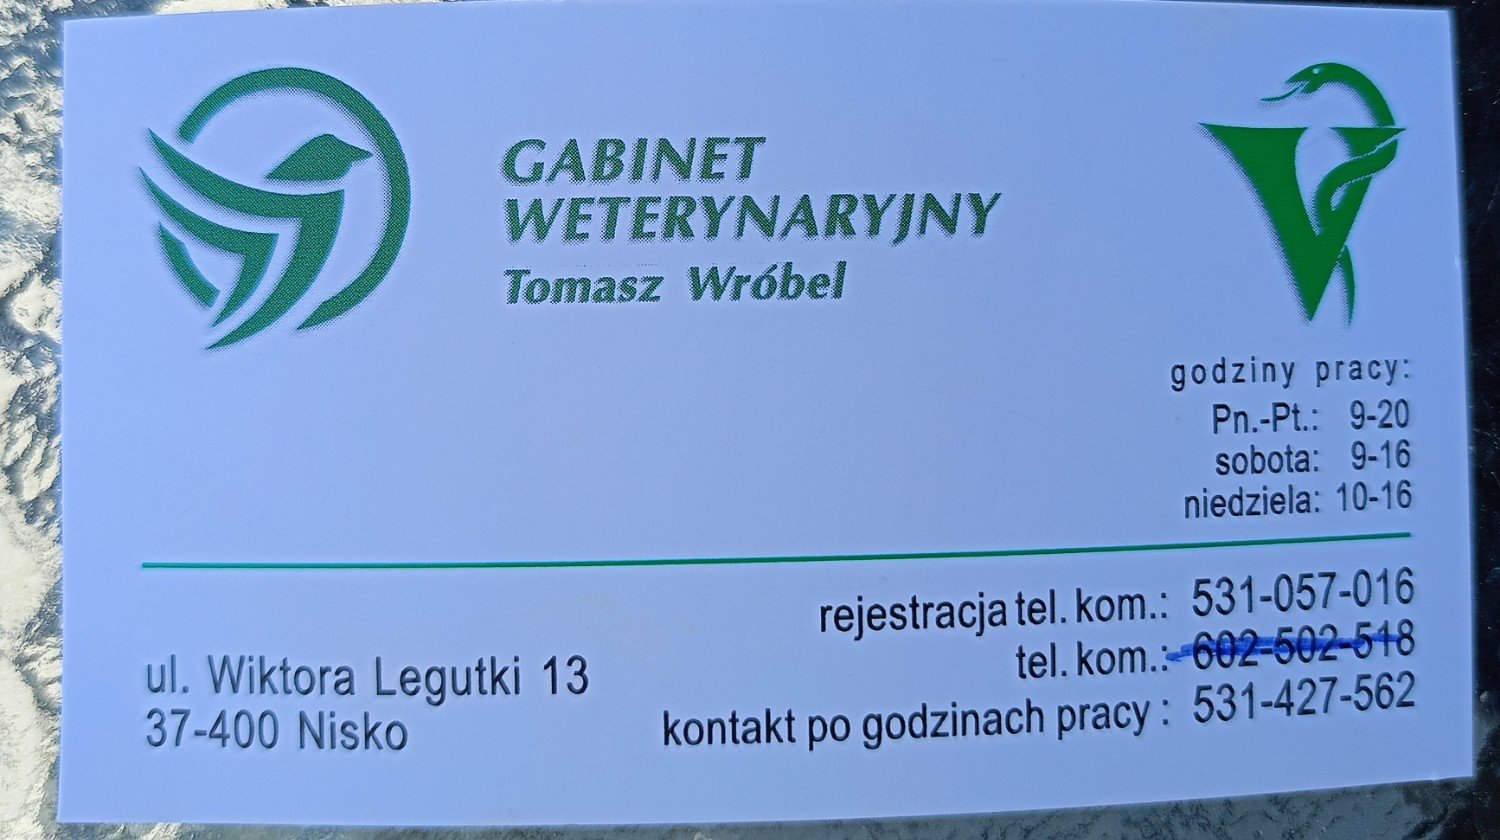 GABINET
WETERYNARYJNY
Tomasz Wróbel
godziny pracy:
Pn.-Pt.: 9-20
sobota: 9-16
niedziela: 10-16
rejestracja tel. kom.: 531-057-016
tel. kom.: 602-502-518
kontakt po godzinach pracy : 531-427-562
ul. Wiktora Legutki 13
37-400 Nisko